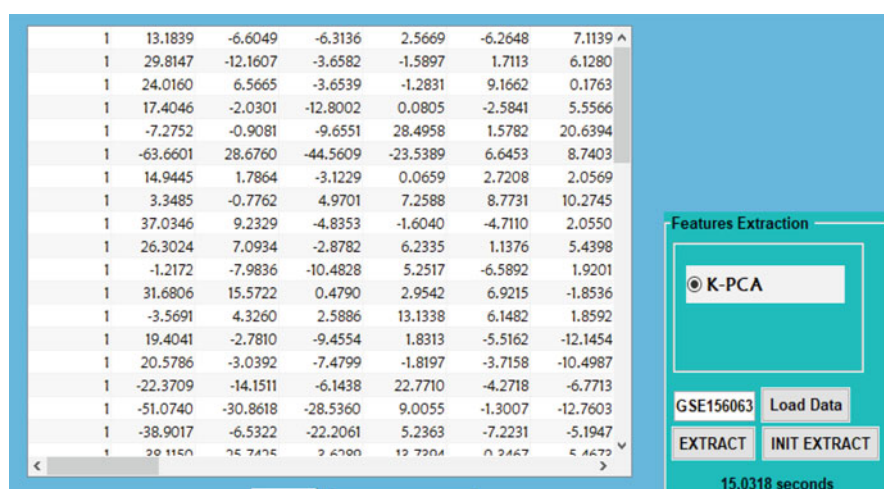 1 13.1839 -6.6049 -6.3136 2.5669 -6.2648 7.1139
1 29.8147 -12.1607 -3.6582 -1.5897 1.7113 6.1280
1 24.0160 6.5665 -3.6539 -1.2831 9.1662 0.1763
1 17.4046 -2.0301 -12.8002 0.0805 -2.5841 5.5566
1 -7.2752 -0.9081 -9.6551 28.4958 1.5782 20.6394
1 -63.6601 28.6760 -44.5609 -23.5389 6.6453 8.7403
1 14.9445 1.7864 -3.1229 0.0659 2.7208 2.0569
1 3.3485 -0.7762 4.9701 7.2588 8.7731 10.2745
1 37.0346 9.2329 -4.8353 -1.6040 -4.7110 2.0550
1 26.3024 7.0934 -2.8782 6.2335 1.1376 5.4398
1 -1.2172 -7.9836 -10.4828 5.2517 -6.5892 1.9201
1 31.6806 15.5722 0.4790 2.9542 6.9215 -1.8536
1 -3.5691 4.3260 2.5886 13.1338 6.1482 1.8592
1 19.4041 -2.7810 -9.4554 1.8313 -5.5162 -12.1454
1 20.5786 -3.0392 -7.4799 -1.8197 -3.7158 -10.4987
1 -22.3709 -14.1511 -6.1438 22.7710 -4.2718 -6.7713
1 -51.0740 -30.8618 -28.5360 9.0055 -1.3007 -12.7603
1 -38.9017 -6.5322 -22.2061 5.2363 -7.2231 -5.1947
Features Extraction
K-PCA
GSE156063 Load Data
EXTRACT INIT EXTRACT
15.0318 seconds